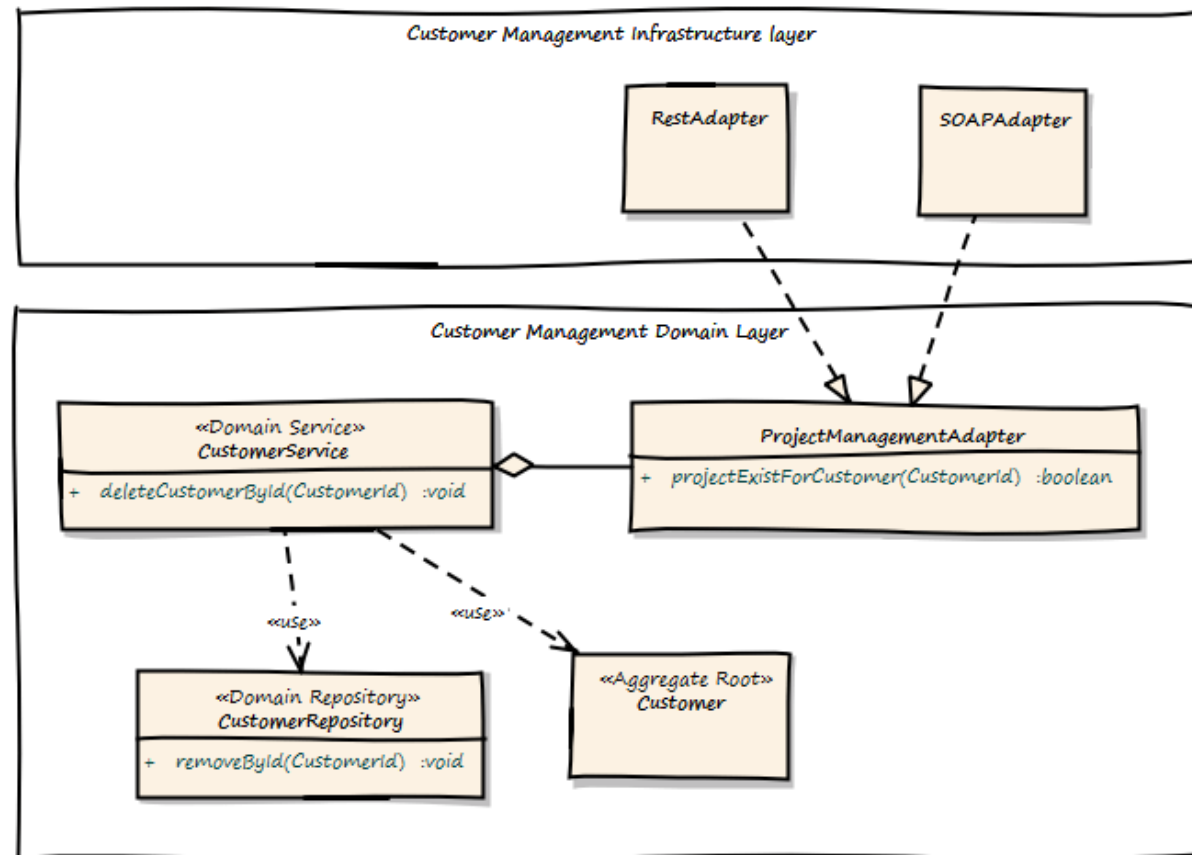 Customer Management Infrastructure layer
RestAdapter
SOAPAdapter
Customer Management Domain Layer
«Domain Service»
CustomerService
+ deleteCustomerById(CustomerId) :void
ProjectManagementAdapter
+ projectExistForCustomer(CustomerId) :boolean
«use»
«use»
«Domain Repository»
CustomerRepository
+ removeById(CustomerId) :void
«Aggregate Root»
Customer